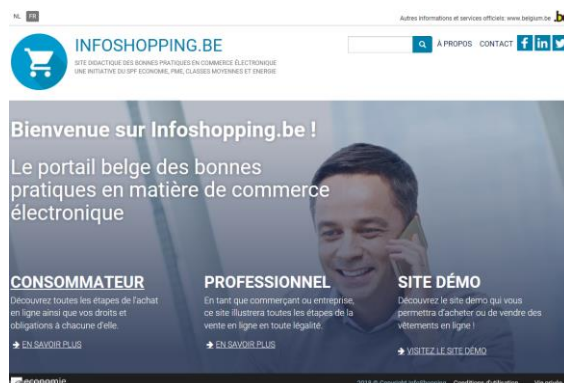 NL FR
Autres informations et services officiels: www.belgium.be
INFOSHOPPING.BE
SITE DIDACTIQUE DES BONNES PRATIQUES EN COMMERCE ÉLECTRONIQUE
UNE INITIATIVE DU SPF ECONOMIE, PME, CLASSES MOYENNES ET ENERGIE
À PROPOS CONTACT
Bienvenue sur Infoshopping.be !
Le portail belge des bonnes
pratiques en matière de commerce
électronique
CONSOMMATEUR
Découvrez toutes les étapes de l'achat
en ligne ainsi que vos droits et
obligations à chacune d'elle.
EN SAVOIR PLUS
PROFESSIONNEL
En tant que commerçant ou entreprise,
ce site illustrera toutes les étapes de la
vente en ligne en toute légalité.
EN SAVOIR PLUS
SITE DÉMO
Découvrez le site demo qui vous
permettra d'acheter ou de vendre des
vêtements en ligne !
VISITEZ LE SITE DÉMO
economie